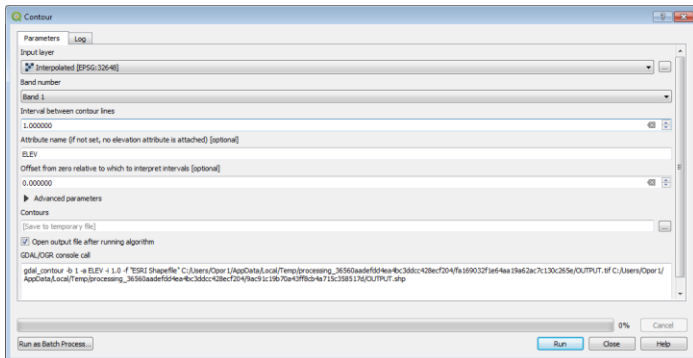 Contour
Parameters
Log
Input layer
Interpolated [EPSG:32648]
...
Band number
Band 1
Interval between contour lines
1.000000
Attribute name (if not set, no elevation attribute is attached) [optional]
ELEV
Offset from zero relative to which to interpret intervals [optional]
0.000000
Advanced parameters
Contours
[Save to temporary file]
...
Open output file after running algorithm
GDAL/OGR console call
gdal_contour -b 1 -a ELEV -i 1.0 -f "ESRI Shapefile" C:/Users/Opor1/AppData/Local/Temp/processing_36560aadefdd4ea4bc3ddcc428ecf204/fa169032f1e64aa19a62ac7c130c265e/OUTPUT.tif C:/Users/Opor1/
AppData/Local/Temp/processing_36560aadefdd4ea4bc3ddcc428ecf204/9ac91c19b70a43ff8cb4a715c358517d/OUTPUT.shp
0%
Cancel
Run as Batch Process...
Run
Close
Help